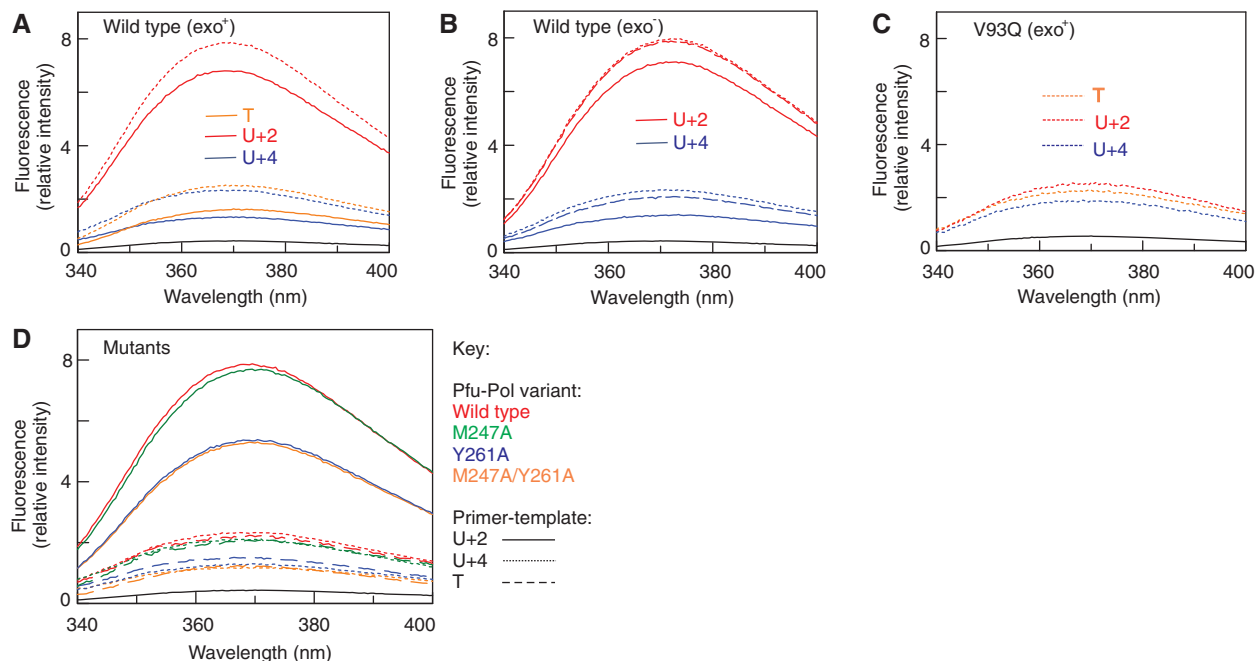 A
Wild type (exo+)
8
4
0
Fluorescence
(relative intensity)
T
U+2
U+4
340
360
380
400
Wavelength (nm)
B
Wild type (exo-)
8
4
0
Fluorescence
(relative intensity)
U+2
U+4
340
360
380
400
Wavelength (nm)
C
V93Q (exo+)
8
4
0
Fluorescence
(relative intensity)
T
U+2
U+4
340
360
380
400
Wavelength (nm)
D
Mutants
8
4
0
Fluorescence
(relative intensity)
340
360
380
400
Wavelength (nm)
Key:
Pfu-Pol variant:
Wild type
M247A
Y261A
M247A/Y261A
Primer-template:
U+2
U+4
T